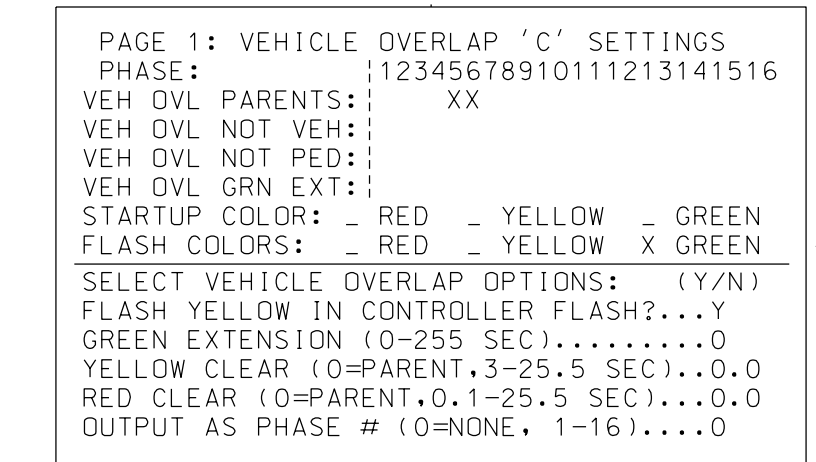 PAGE 1: VEHICLE OVERLAP 'C' SETTINGS
PHASE: ¦12345678910111213141516
VEH OVL PARENTS:¦ XX
VEH OVL NOT VEH:¦
VEH OVL NOT PED:¦
VEH OVL GRN EXT:¦
STARTUP COLOR: _ RED _ YELLOW _ GREEN
FLASH COLORS: _ RED _ YELLOW X GREEN
SELECT VEHICLE OVERLAP OPTIONS: (Y/N)
FLASH YELLOW IN CONTROLLER FLASH?...Y
GREEN EXTENSION (0-255 SEC).........0
YELLOW CLEAR (0=PARENT,3-25.5 SEC)..0.0
RED CLEAR (0=PARENT,0.1-25.5 SEC)...0.0
OUTPUT AS PHASE # (0=NONE, 1-16)....0